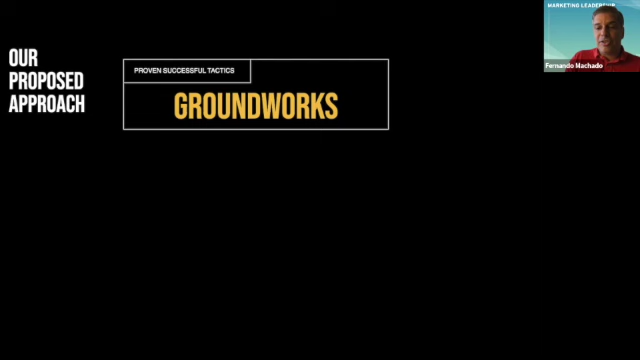 OUR
PROPOSED
APPROACH
PROVEN SUCCESSFUL TACTICS
GROUNDWORKS
MARKETING LEADERSHIP
Fernando Machado